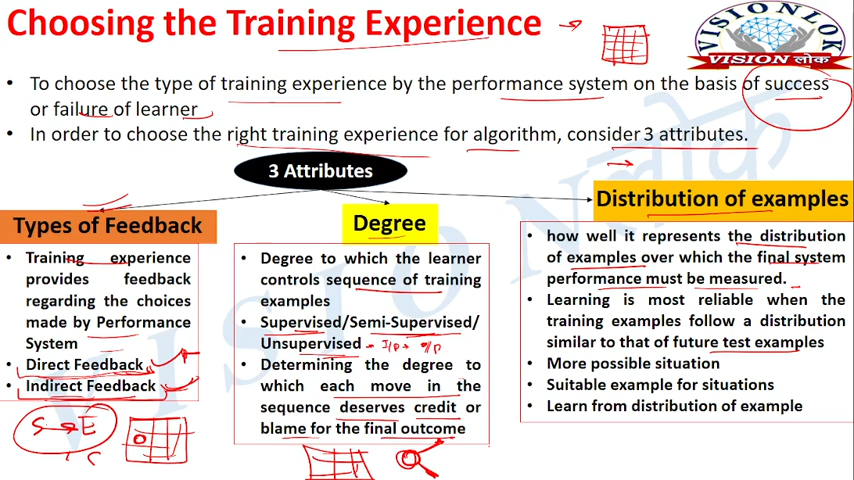 Choosing the Training Experience
VISIONLOK
VISION लोक
• To choose the type of training experience by the performance system on the basis of success
or failure of learner
• In order to choose the right training experience for algorithm, consider 3 attributes.
3 Attributes
Types of Feedback
• Training experience
provides feedback
regarding the choices
made by Performance
System
• Direct Feedback
• Indirect Feedback
S → E
Degree
• Degree to which the learner
controls sequence of training
examples
• Supervised/Semi-Supervised/
Unsupervised - I/p + o/p
• Determining the degree to
which each move in the
sequence deserves credit or
blame for the final outcome
Distribution of examples
• how well it represents the distribution
of examples over which the final system
performance must be measured.
• Learning is most reliable when the
training examples follow a distribution
similar to that of future test examples
• More possible situation
• Suitable example for situations
• Learn from distribution of example
VISION लोक